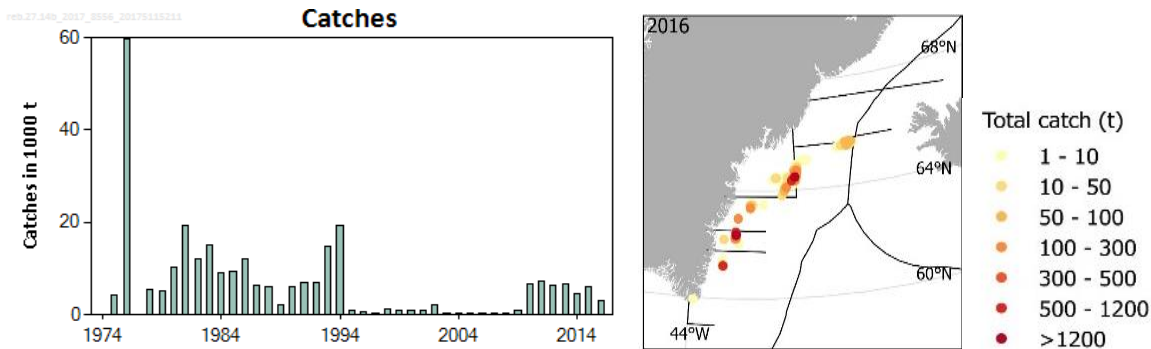 reb.27.14b_2017_3556_20175115211
Catches
Catches in 1000 t
60
40
20
0
1974
1984
1994
2004
2014
2016
68°N
64°N
60°N
44°W
Total catch (t)
1 - 10
10 - 50
50 - 100
100 - 300
300 - 500
500 - 1200
>1200